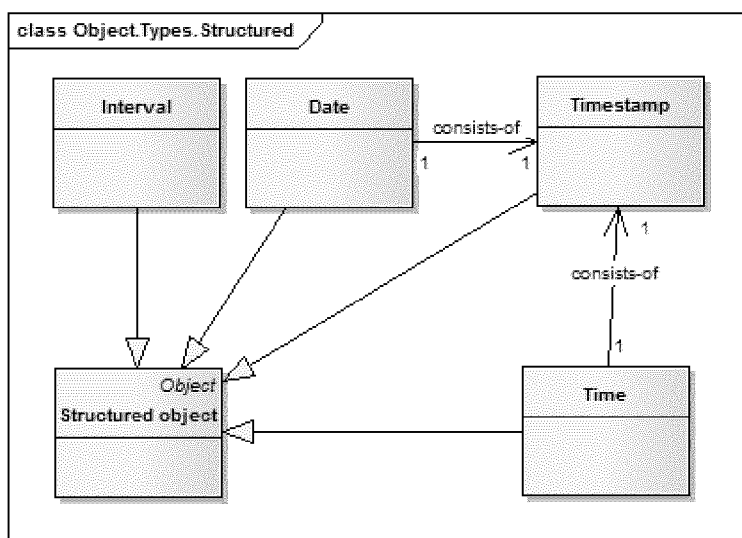 class Object.Types.Structured
Interval
Date
Timestamp
consists-of
1
1
1
consists-of
1
Object
Structured object
Time